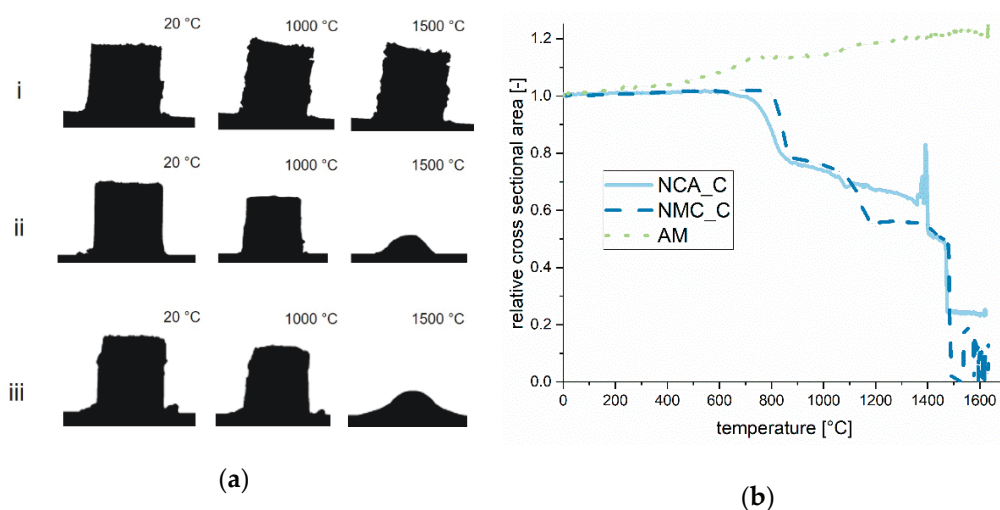 20 °C 1000 °C 1500 °C
i
20 °C 1000 °C 1500 °C
ii
20 °C 1000 °C 1500 °C
iii
(a)
b)
relative cross sectional area [-]
1.2
1.0
0.8
0.6
0.4
0.2
0.0
NCA_C
NMC_C
AM
0 200 400 600 800 1000 1200 1400 1600
temperature [°C]
(b)